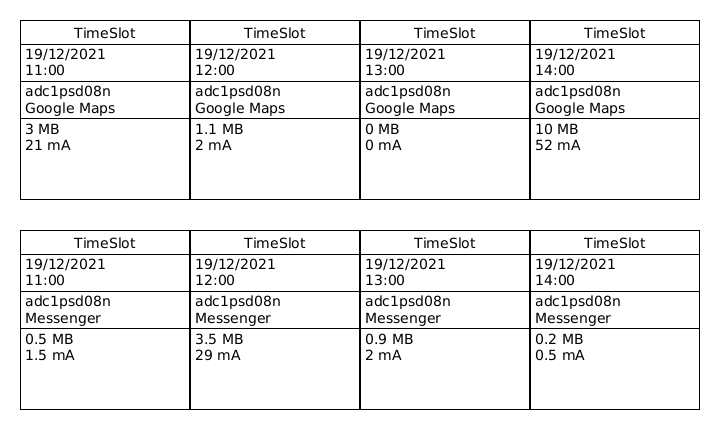 TimeSlot
19/12/2021
11:00
adc1psd08n
Google Maps
3 MB
21 mA
TimeSlot
19/12/2021
12:00
adc1psd08n
Google Maps
1.1 MB
2 mA
TimeSlot
19/12/2021
13:00
adc1psd08n
Google Maps
0 MB
0 mA
TimeSlot
19/12/2021
14:00
adc1psd08n
Google Maps
10 MB
52 mA
TimeSlot
19/12/2021
11:00
adc1psd08n
Messenger
0.5 MB
1.5 mA
TimeSlot
19/12/2021
12:00
adc1psd08n
Messenger
3.5 MB
29 mA
TimeSlot
19/12/2021
13:00
adc1psd08n
Messenger
0.9 MB
2 mA
TimeSlot
19/12/2021
14:00
adc1psd08n
Messenger
0.2 MB
0.5 mA